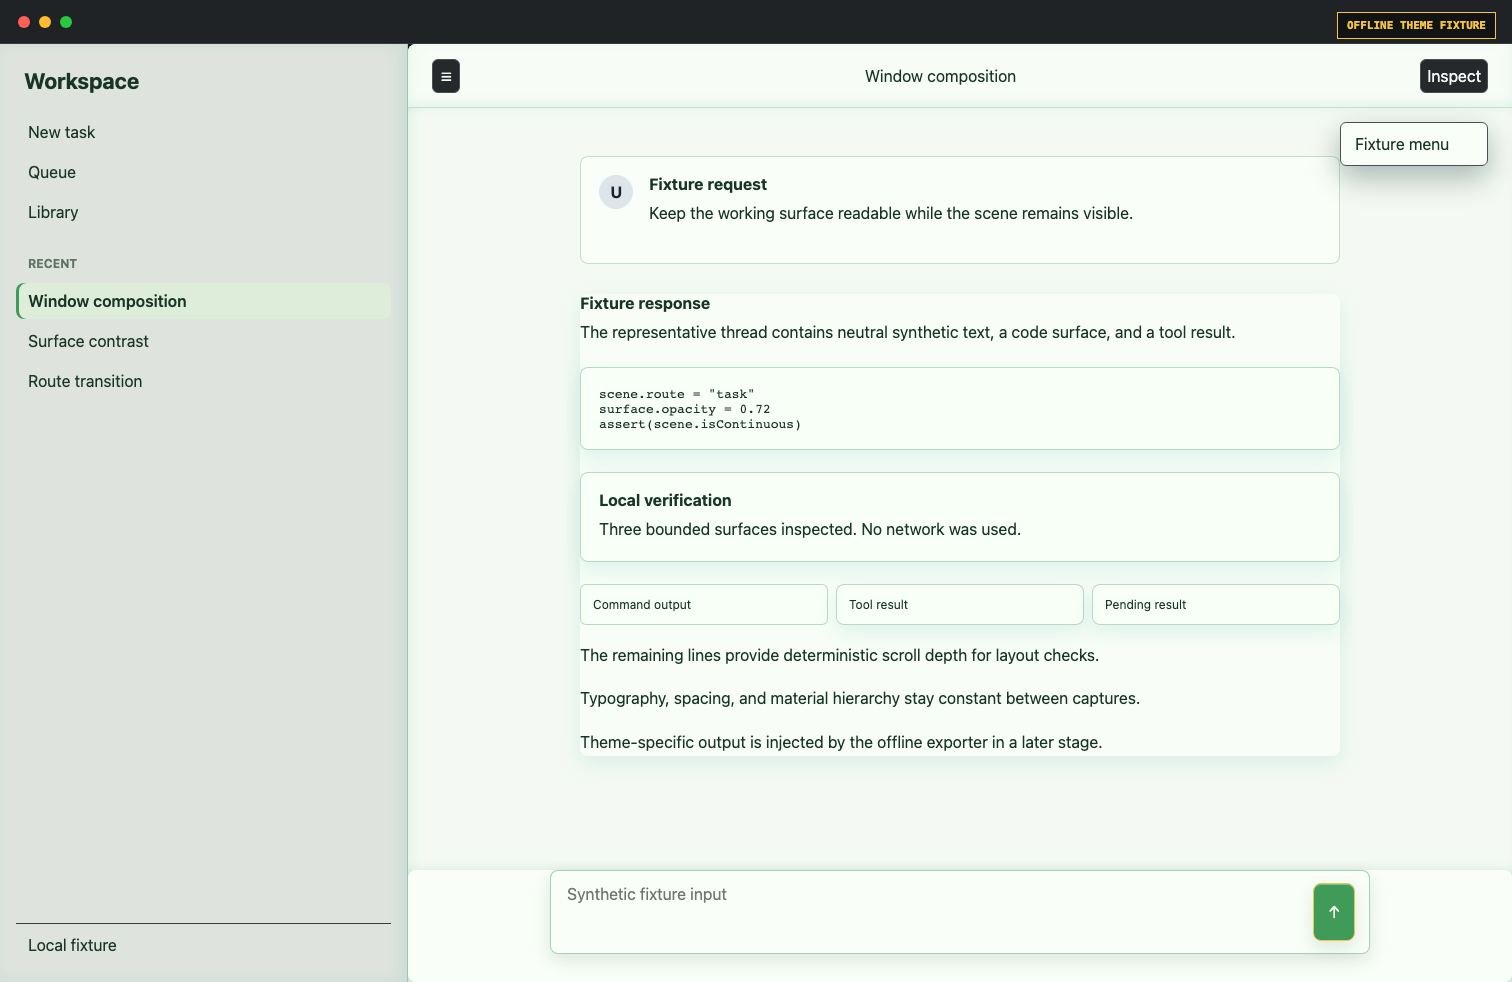 OFFLINE THEME FIXTURE
Workspace
New task
Queue
Library
RECENT
Window composition
Surface contrast
Route transition
Local fixture
Window composition
Inspect
Fixture menu
U
Fixture request
Keep the working surface readable while the scene remains visible.
Fixture response
The representative thread contains neutral synthetic text, a code surface, and a tool result.
scene.route = "task"
surface.opacity = 0.72
assert(scene.isContinuous)
Local verification
Three bounded surfaces inspected. No network was used.
Command output
Tool result
Pending result
The remaining lines provide deterministic scroll depth for layout checks.
Typography, spacing, and material hierarchy stay constant between captures.
Theme-specific output is injected by the offline exporter in a later stage.
Synthetic fixture input